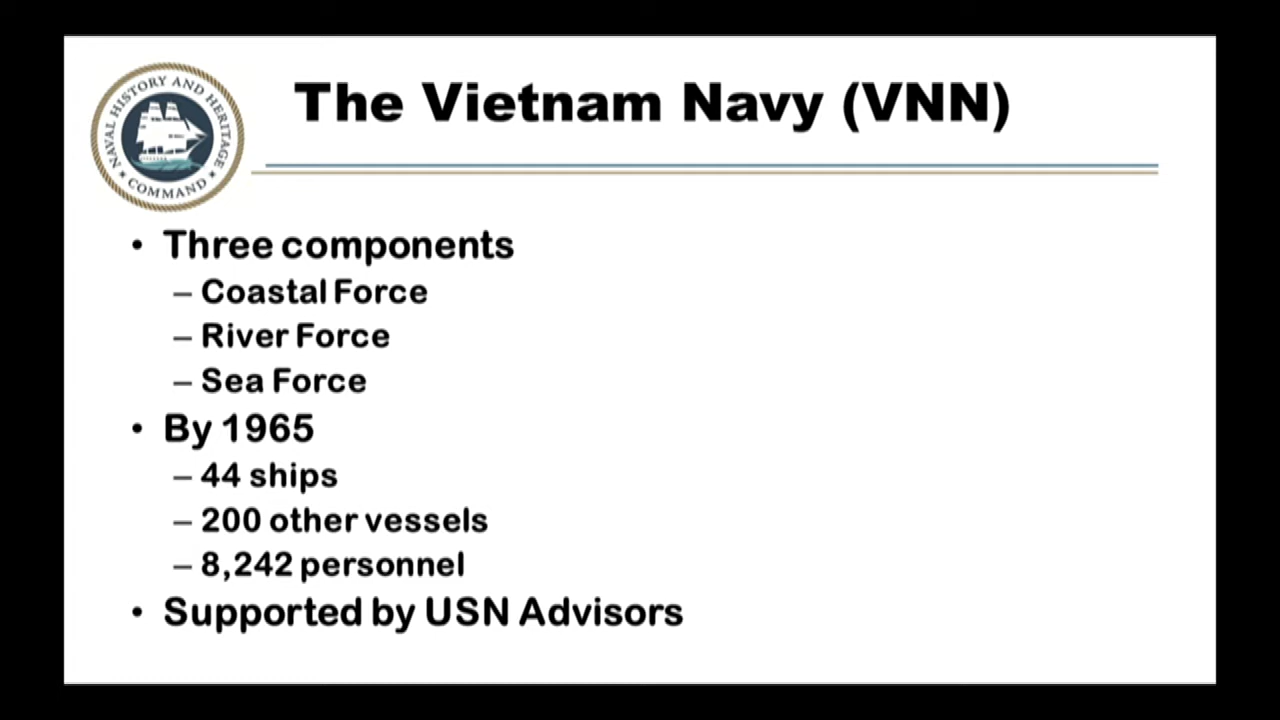 The Vietnam Navy (VNN)
NAVAL HISTORY AND HERITAGE
COMMAND
• Three components
– Coastal Force
– River Force
– Sea Force
• By 1965
– 44 ships
– 200 other vessels
– 8,242 personnel
• Supported by USN Advisors